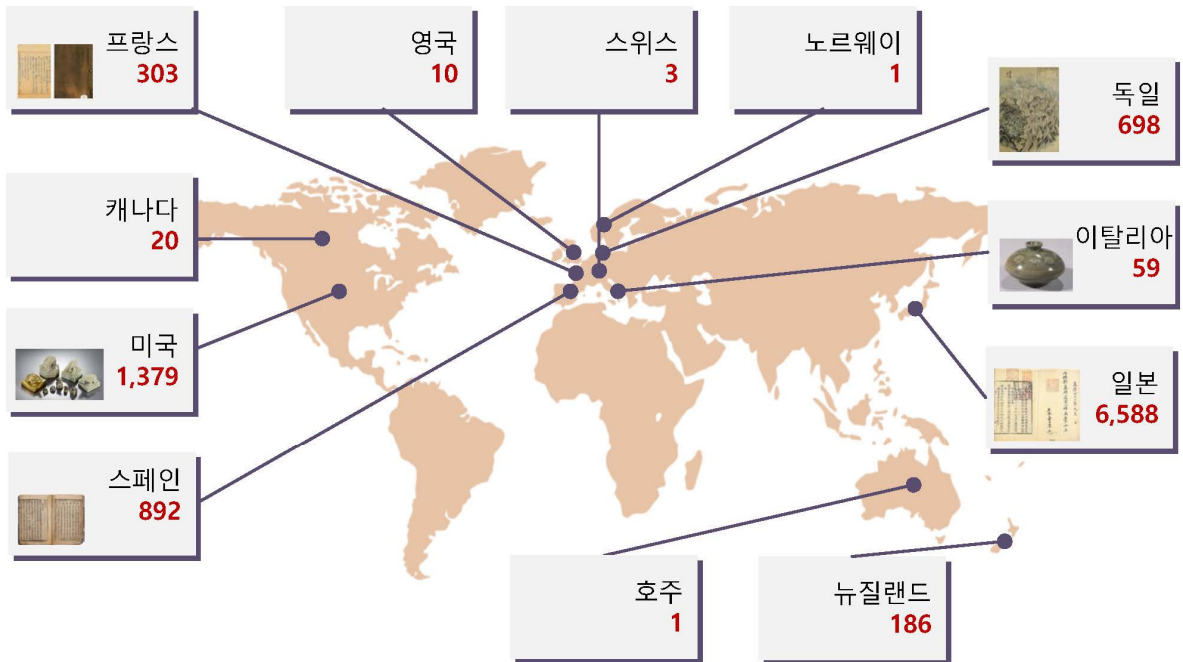 프랑스
303
영국
10
스위스
3
노르웨이
1
독일
698
캐나다
20
이탈리아
59
미국
1,379
일본
6,588
스페인
892
호주
1
뉴질랜드
186